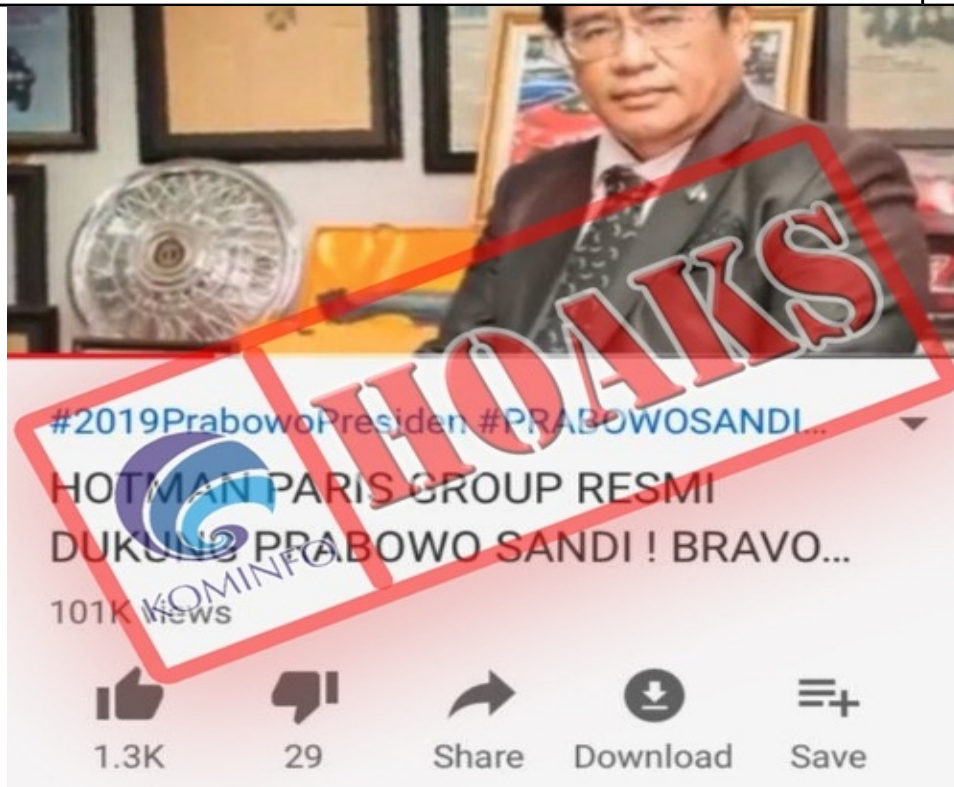 HOAKS
#2019PrabowoPresiden #PRABOWOSANDI...
HOTMAN PARIS GROUP RESMI
DUKUNG PRABOWO SANDI ! BRAVO...
KOMINFO
101K views
1.3K
29
Share
Download
Save